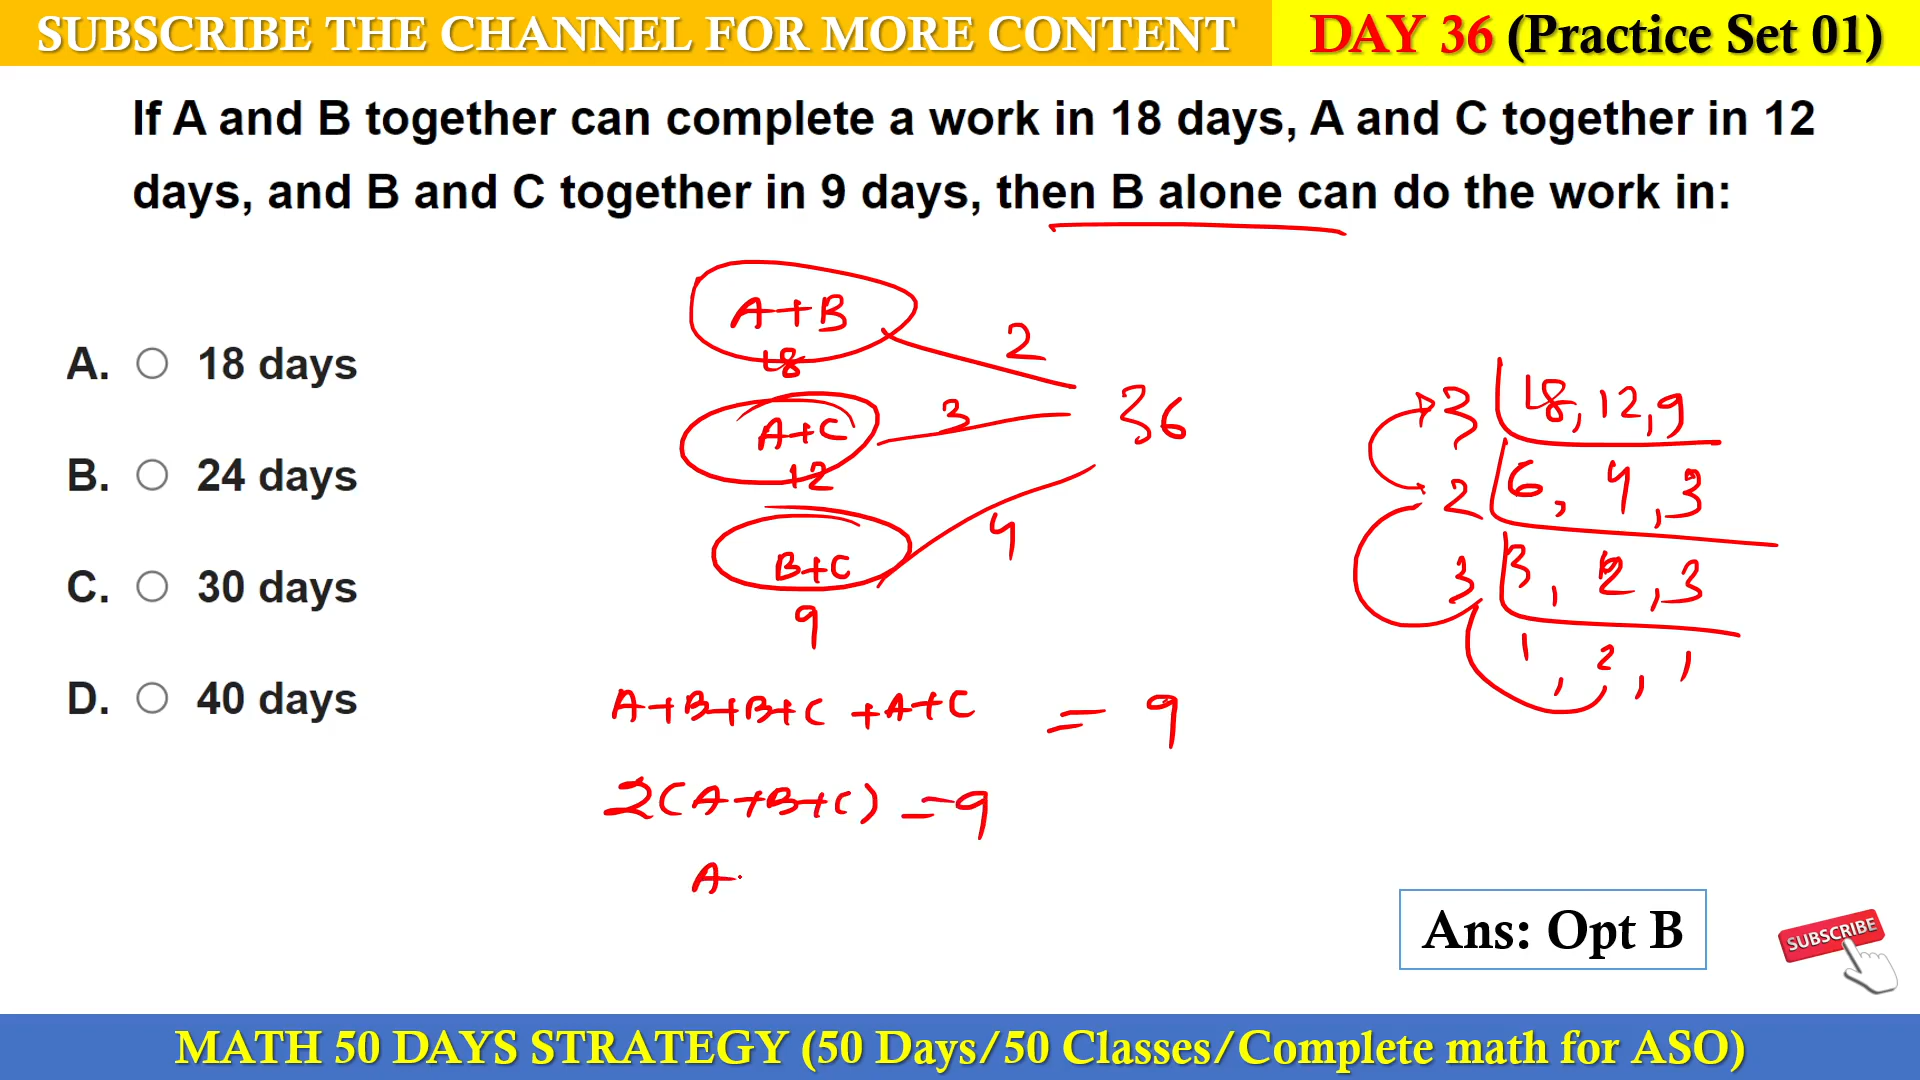 SUBSCRIBE THE CHANNEL FOR MORE CONTENT
DAY 36 (Practice Set 01)
If A and B together can complete a work in 18 days, A and C together in 12
days, and B and C together in 9 days, then B alone can do the work in:
A. 18 days
B. 24 days
C. 30 days
D. 40 days
A+B
18
2
A+C
12
3
36
B+C
9
4
A+B+B+C+A+C = 9
2(A+B+C) = 9
A
3 18, 12, 9
2 6, 4, 3
3 3, 2, 3
1, 2, 1
Ans: Opt B
SUBSCRIBE
MATH 50 DAYS STRATEGY (50 Days/50 Classes/Complete math for ASO)